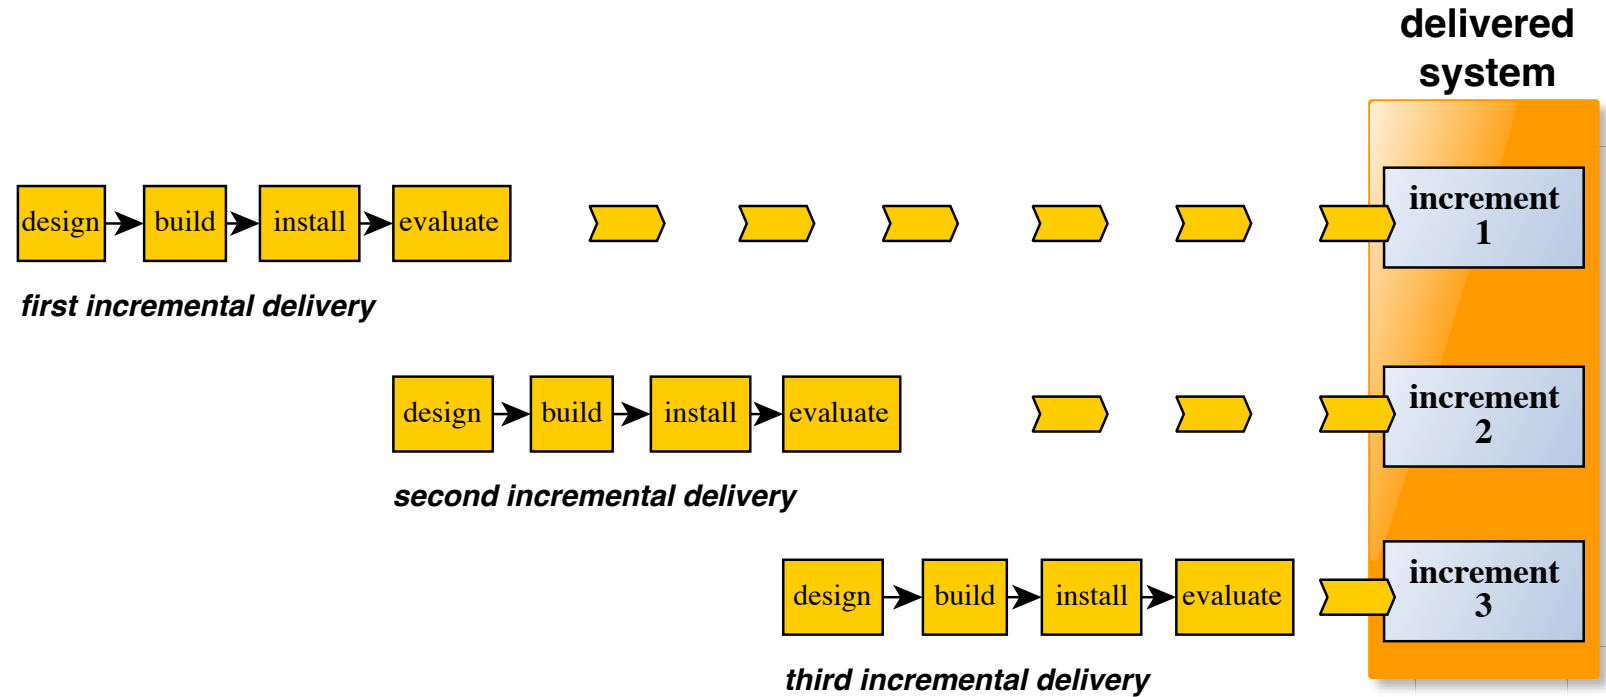 delivered
system
design build install evaluate
increment
1
first incremental delivery
design build install evaluate
increment
2
second incremental delivery
design build install evaluate
increment
3
third incremental delivery